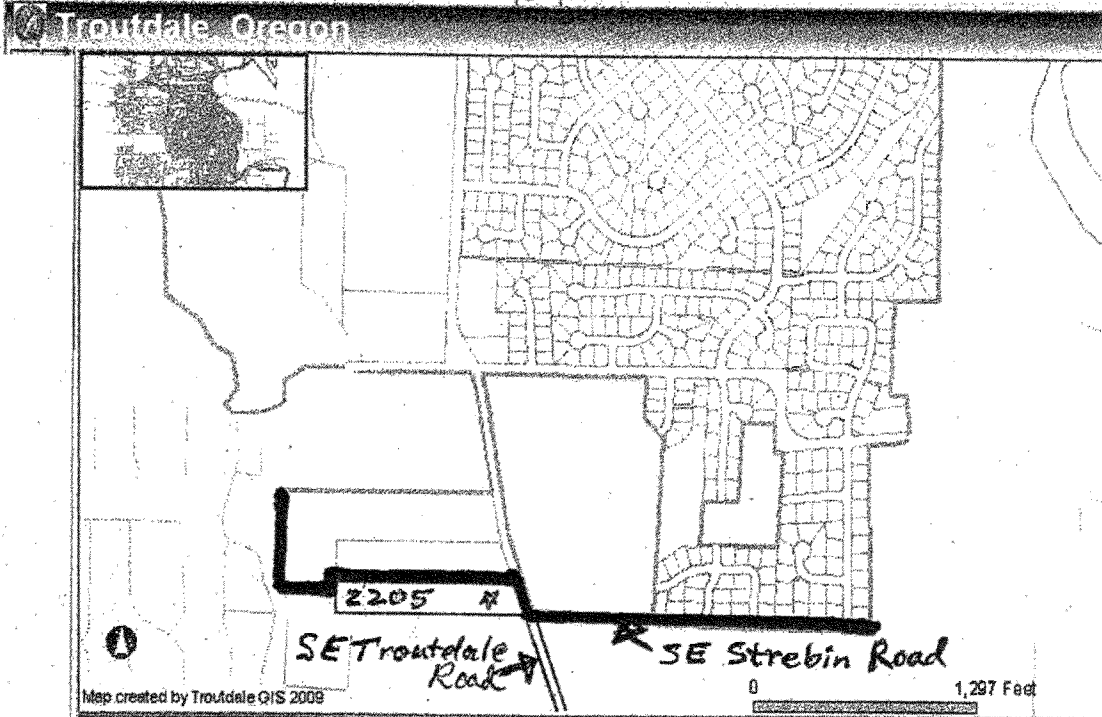 Troutdale, Oregon
2205
SE Troutdale
Road
SE Strebin Road
0 1,297 Feet
Map created by Troutdale GIS 2009